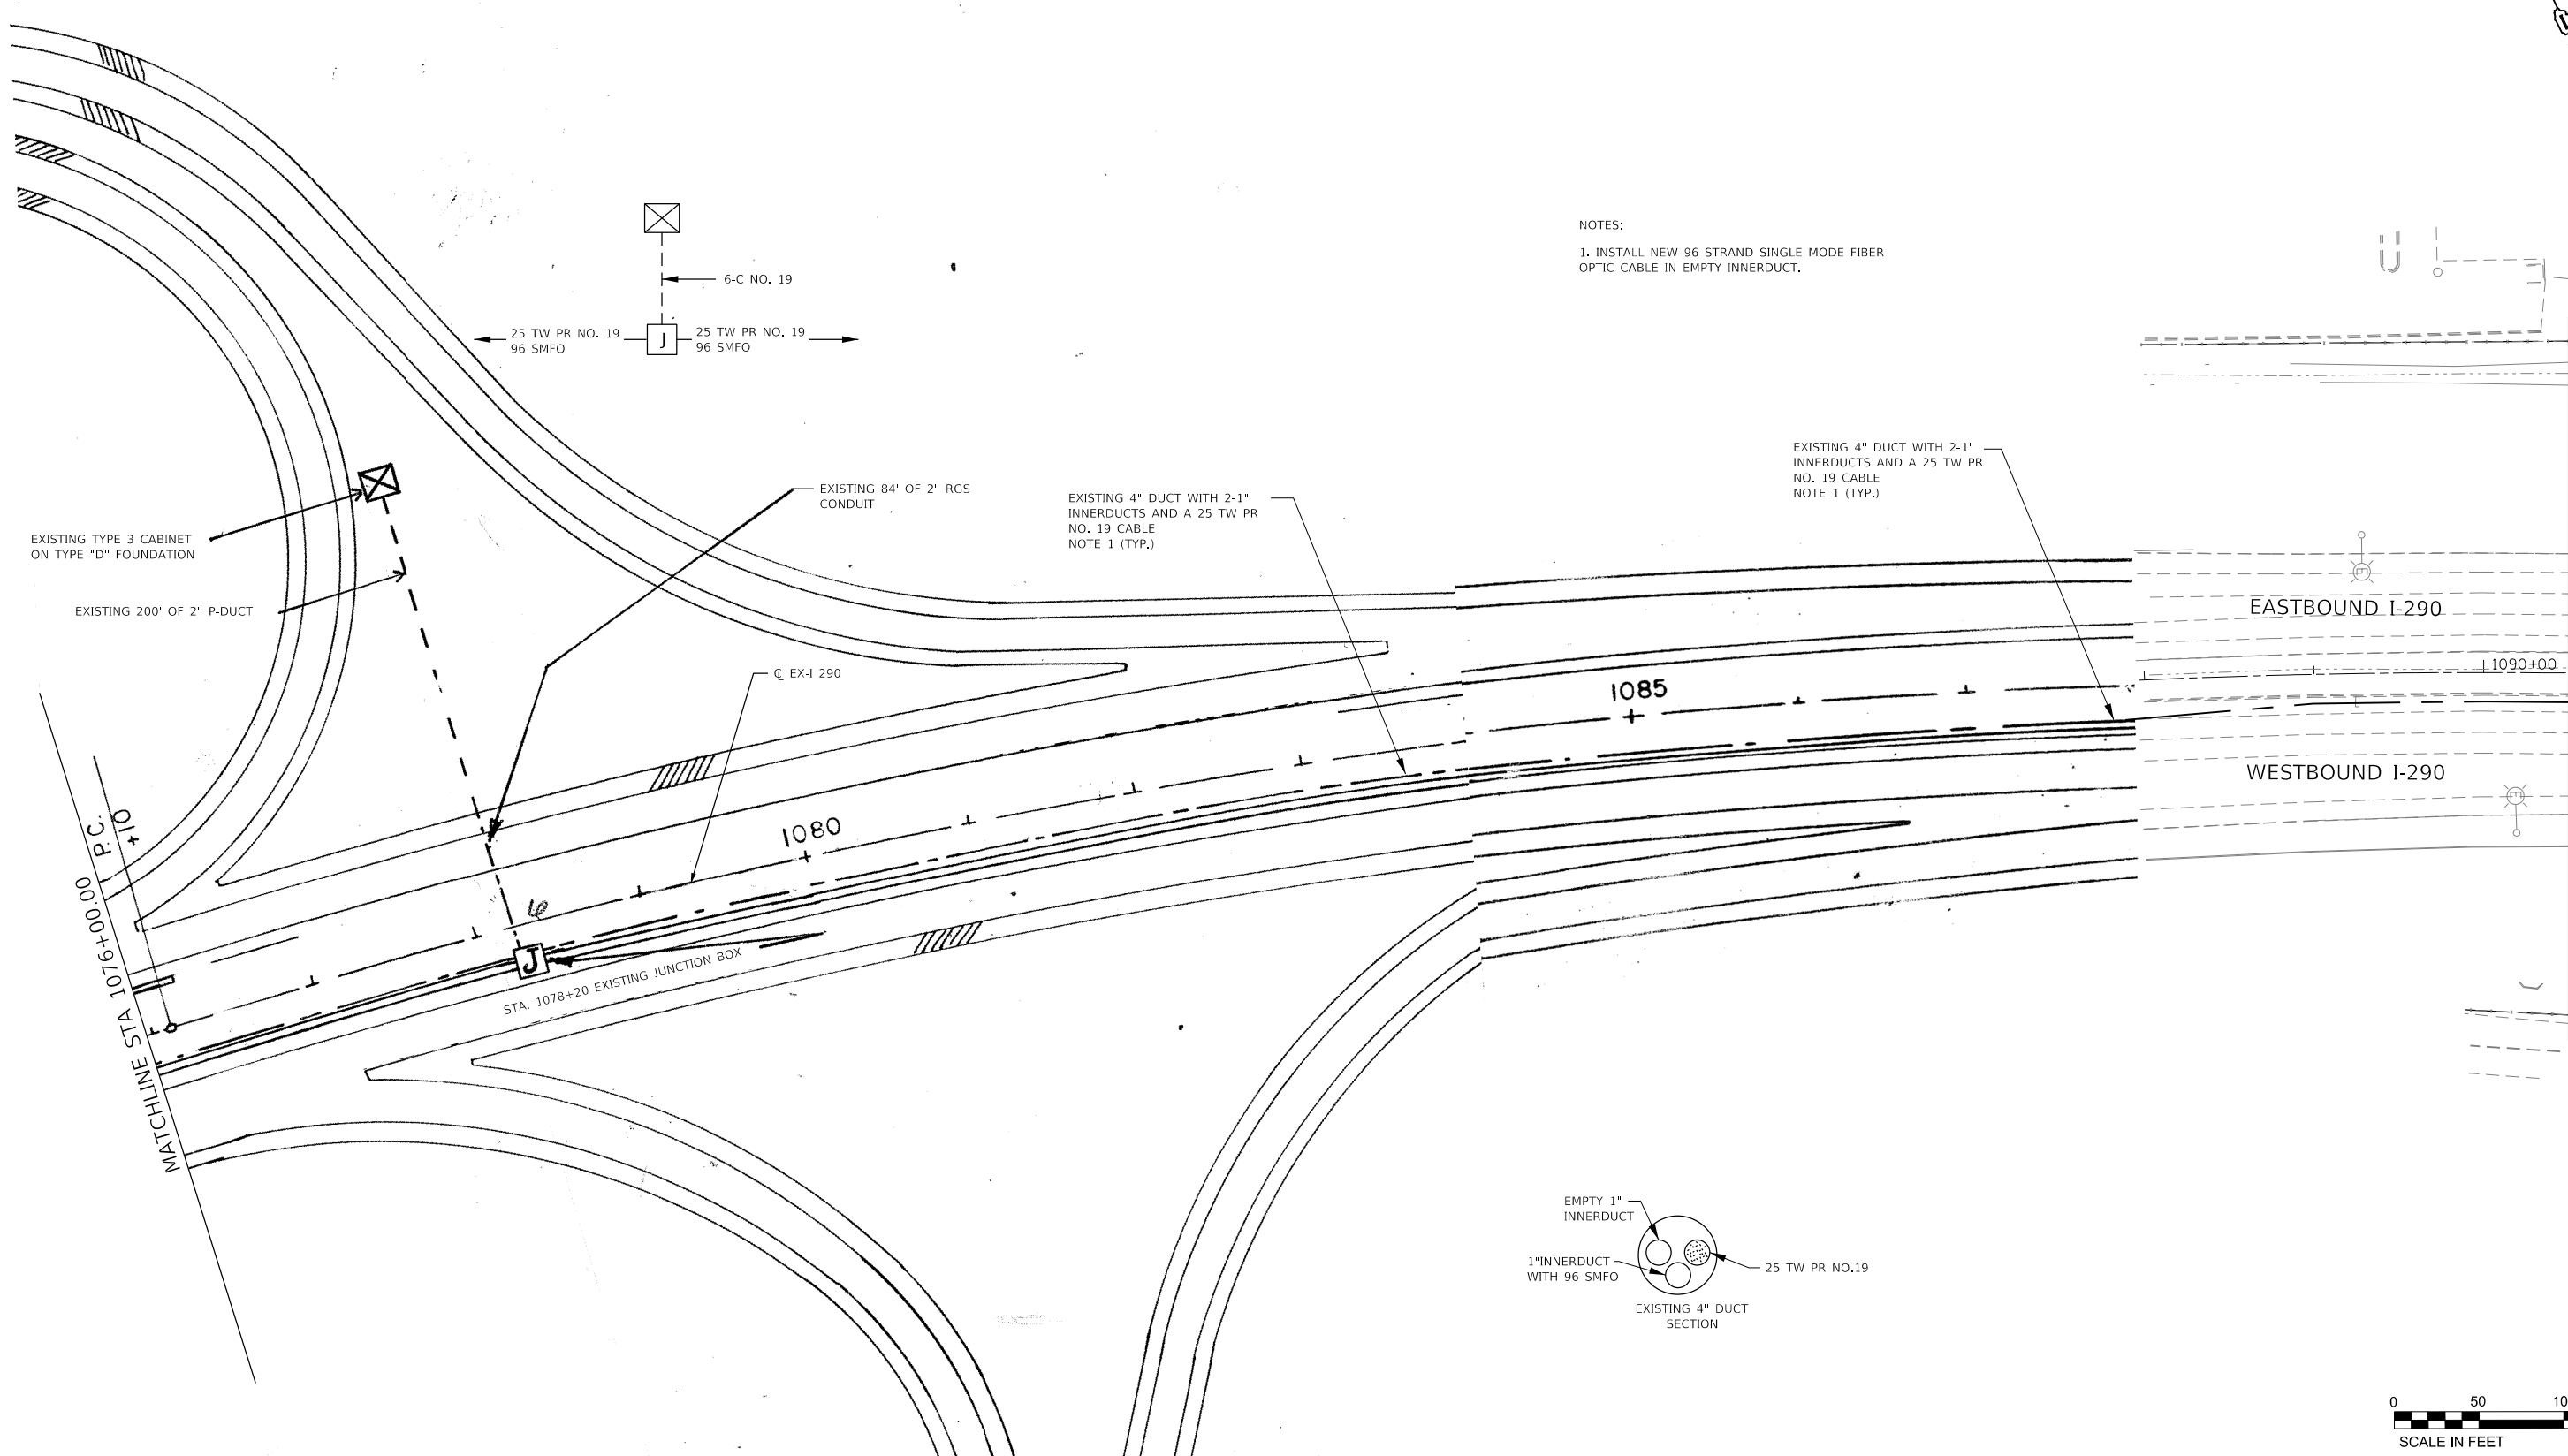 6-C NO. 19
25 TW PR NO. 19
96 SMFO
J
25 TW PR NO. 19
96 SMFO
NOTES:
1. INSTALL NEW 96 STRAND SINGLE MODE FIBER
OPTIC CABLE IN EMPTY INNERDUCT.
EXISTING 4" DUCT WITH 2-1"
INNERDUCTS AND A 25 TW PR
NO. 19 CABLE
NOTE 1 (TYP.)
EXISTING 84' OF 2" RGS
CONDUIT
EXISTING 4" DUCT WITH 2-1"
INNERDUCTS AND A 25 TW PR
NO. 19 CABLE
NOTE 1 (TYP.)
EXISTING TYPE 3 CABINET
ON TYPE "D" FOUNDATION
EXISTING 200' OF 2" P-DUCT
EASTBOUND I-290
1090+00
℄ EX-I 290
1085
WESTBOUND I-290
1080
P.C.
+10
J
STA. 1078+20 EXISTING JUNCTION BOX
MATCHLINE STA 1076+00.00
EMPTY 1"
INNERDUCT
1"INNERDUCT
WITH 96 SMFO
25 TW PR NO.19
EXISTING 4" DUCT
SECTION
0 50
SCALE IN FEET